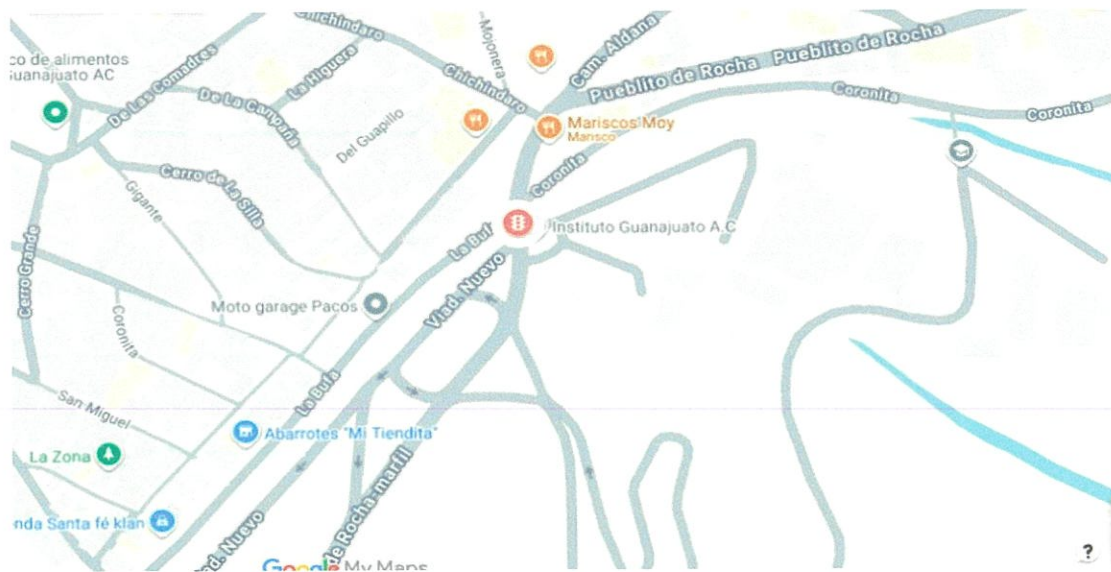 Chichindaro
Mojonera
Cam. Aldana
Pueblito de Rocha
Pueblito de Rocha
co de alimentos
Guanajuato AC
De Las Comadres
La Higuera
De La Campaña
Chichindaro
Coronita
Coronita
Mariscos Moy
Marisco
Del Guapillo
Coronita
Cerro de La Silla
Gigante
Instituto Guanajuato A.C
La Buf
Cerro Grande
Viad. Nuevo
Moto garage Pacos
Coronita
La Bufa
San Miguel
Abarrotes "Mi Tiendita"
La Zona
nda Santa fé klan
ad. Nuevo
de Rocha-marfil
Google My Maps
?